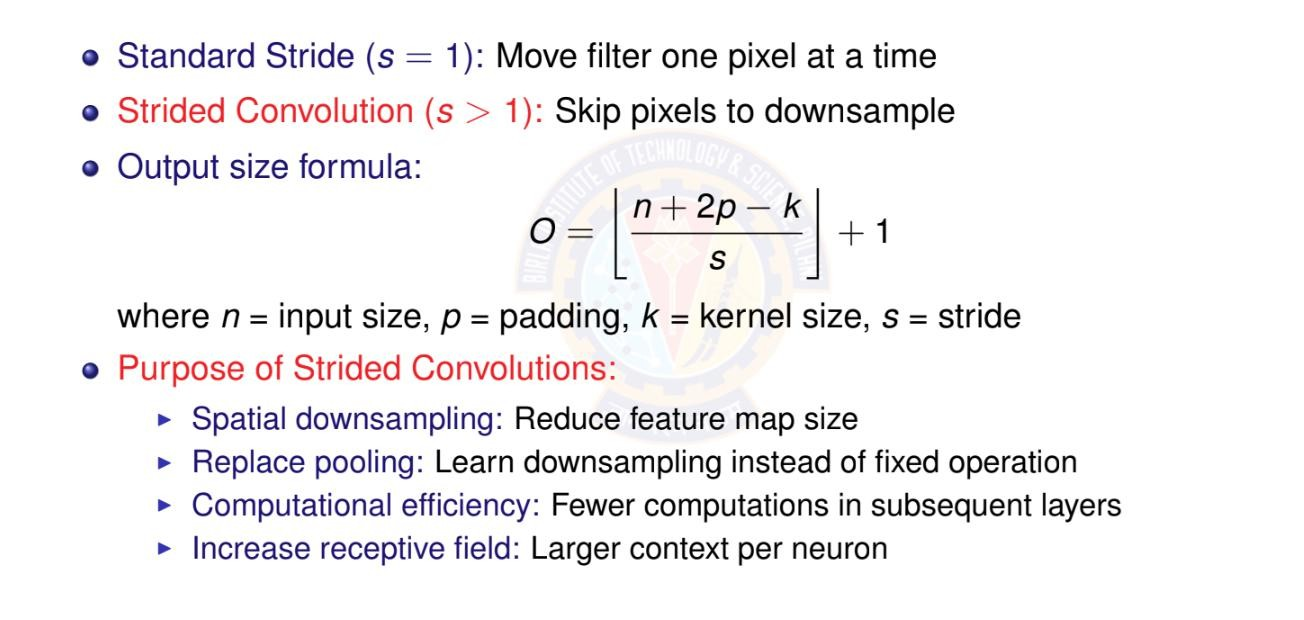 Standard Stride (s = 1): Move filter one pixel at a time
Strided Convolution (s > 1): Skip pixels to downsample
Output size formula:
O = ⌊(n + 2p − k) / s⌋ + 1
where n = input size, p = padding, k = kernel size, s = stride
Purpose of Strided Convolutions:
Spatial downsampling: Reduce feature map size
Replace pooling: Learn downsampling instead of fixed operation
Computational efficiency: Fewer computations in subsequent layers
Increase receptive field: Larger context per neuron